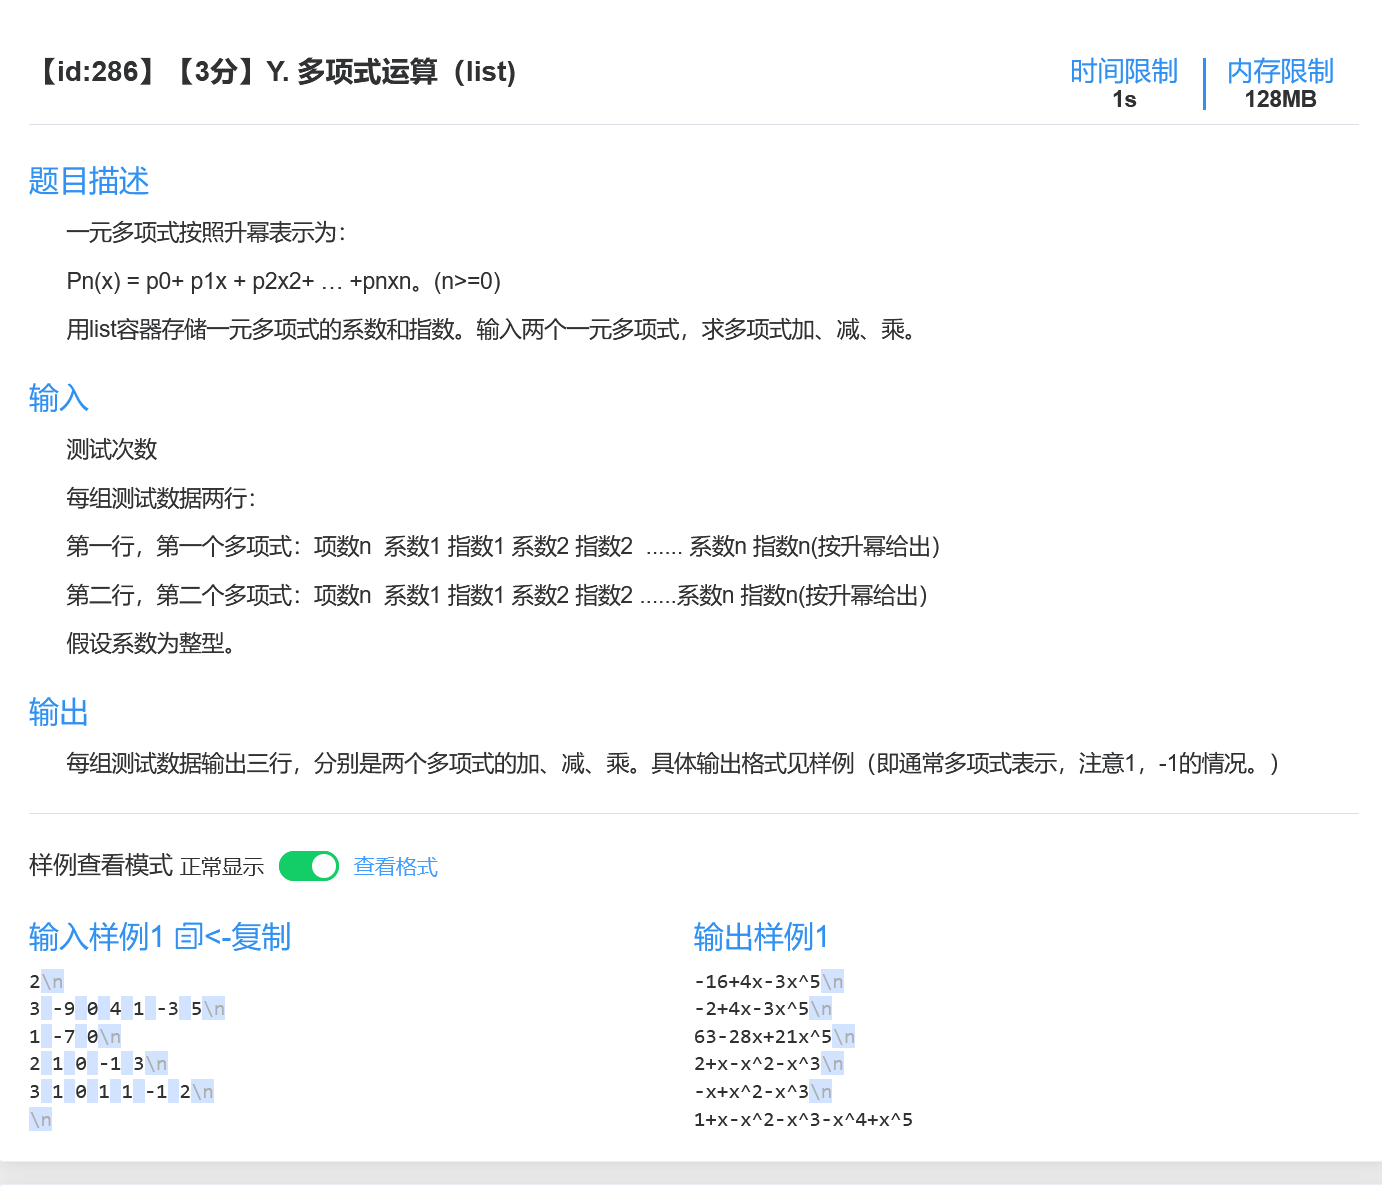 【id:286】【3分】Y. 多项式运算（list)
时间限制
1s
内存限制
128MB
题目描述
一元多项式按照升幂表示为：
Pn(x) = p0+ p1x + p2x2+ … +pnxn。(n>=0)
用list容器存储一元多项式的系数和指数。输入两个一元多项式，求多项式加、减、乘。
输入
测试次数
每组测试数据两行：
第一行，第一个多项式：项数n  系数1 指数1 系数2 指数2  ...... 系数n 指数n(按升幂给出）
第二行，第二个多项式：项数n  系数1 指数1 系数2 指数2 ......系数n 指数n(按升幂给出）
假设系数为整型。
输出
每组测试数据输出三行，分别是两个多项式的加、减、乘。具体输出格式见样例（即通常多项式表示，注意1，-1的情况。）
样例查看模式 正常显示 查看格式
输入样例1 <-复制
2\n
3 -9 0 4 1 -3 5\n
1 -7 0\n
2 1 0 -1 3\n
3 1 0 1 1 -1 2\n
\n
输出样例1
-16+4x-3x^5\n
-2+4x-3x^5\n
63-28x+21x^5\n
2+x-x^2-x^3\n
-x+x^2-x^3\n
1+x-x^2-x^3-x^4+x^5